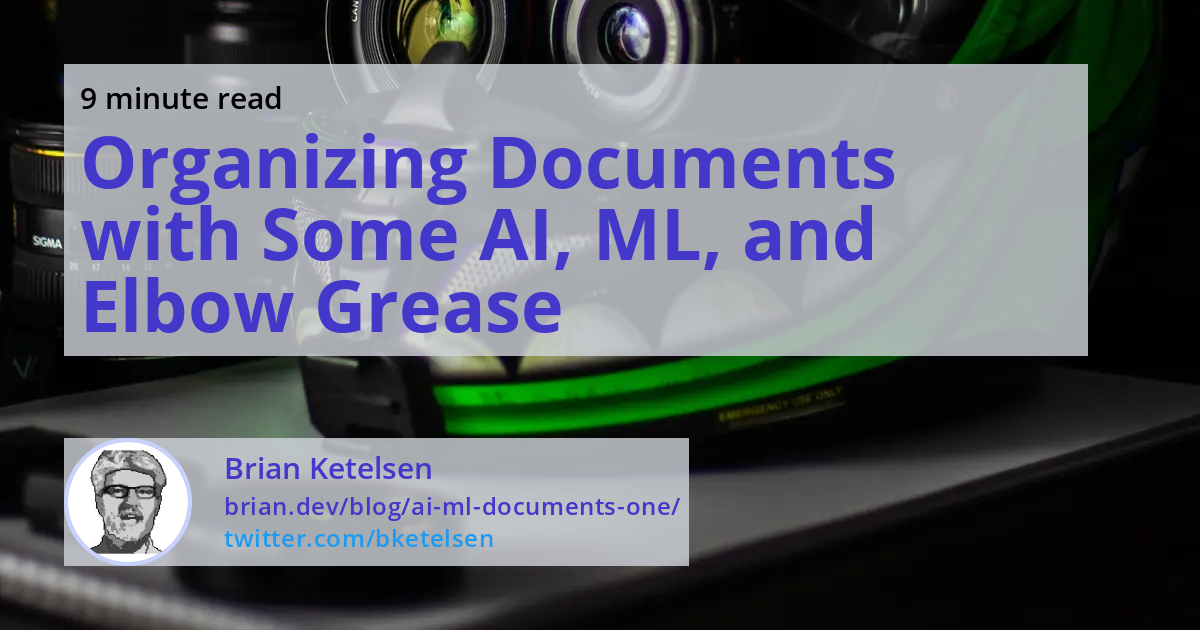 9 minute read
Organizing Documents
with Some AI, ML, and
Elbow Grease
SIGMA
EMERGENCY USE ONLY
Brian Ketelsen
brian.dev/blog/ai-ml-documents-one/
twitter.com/bketelsen